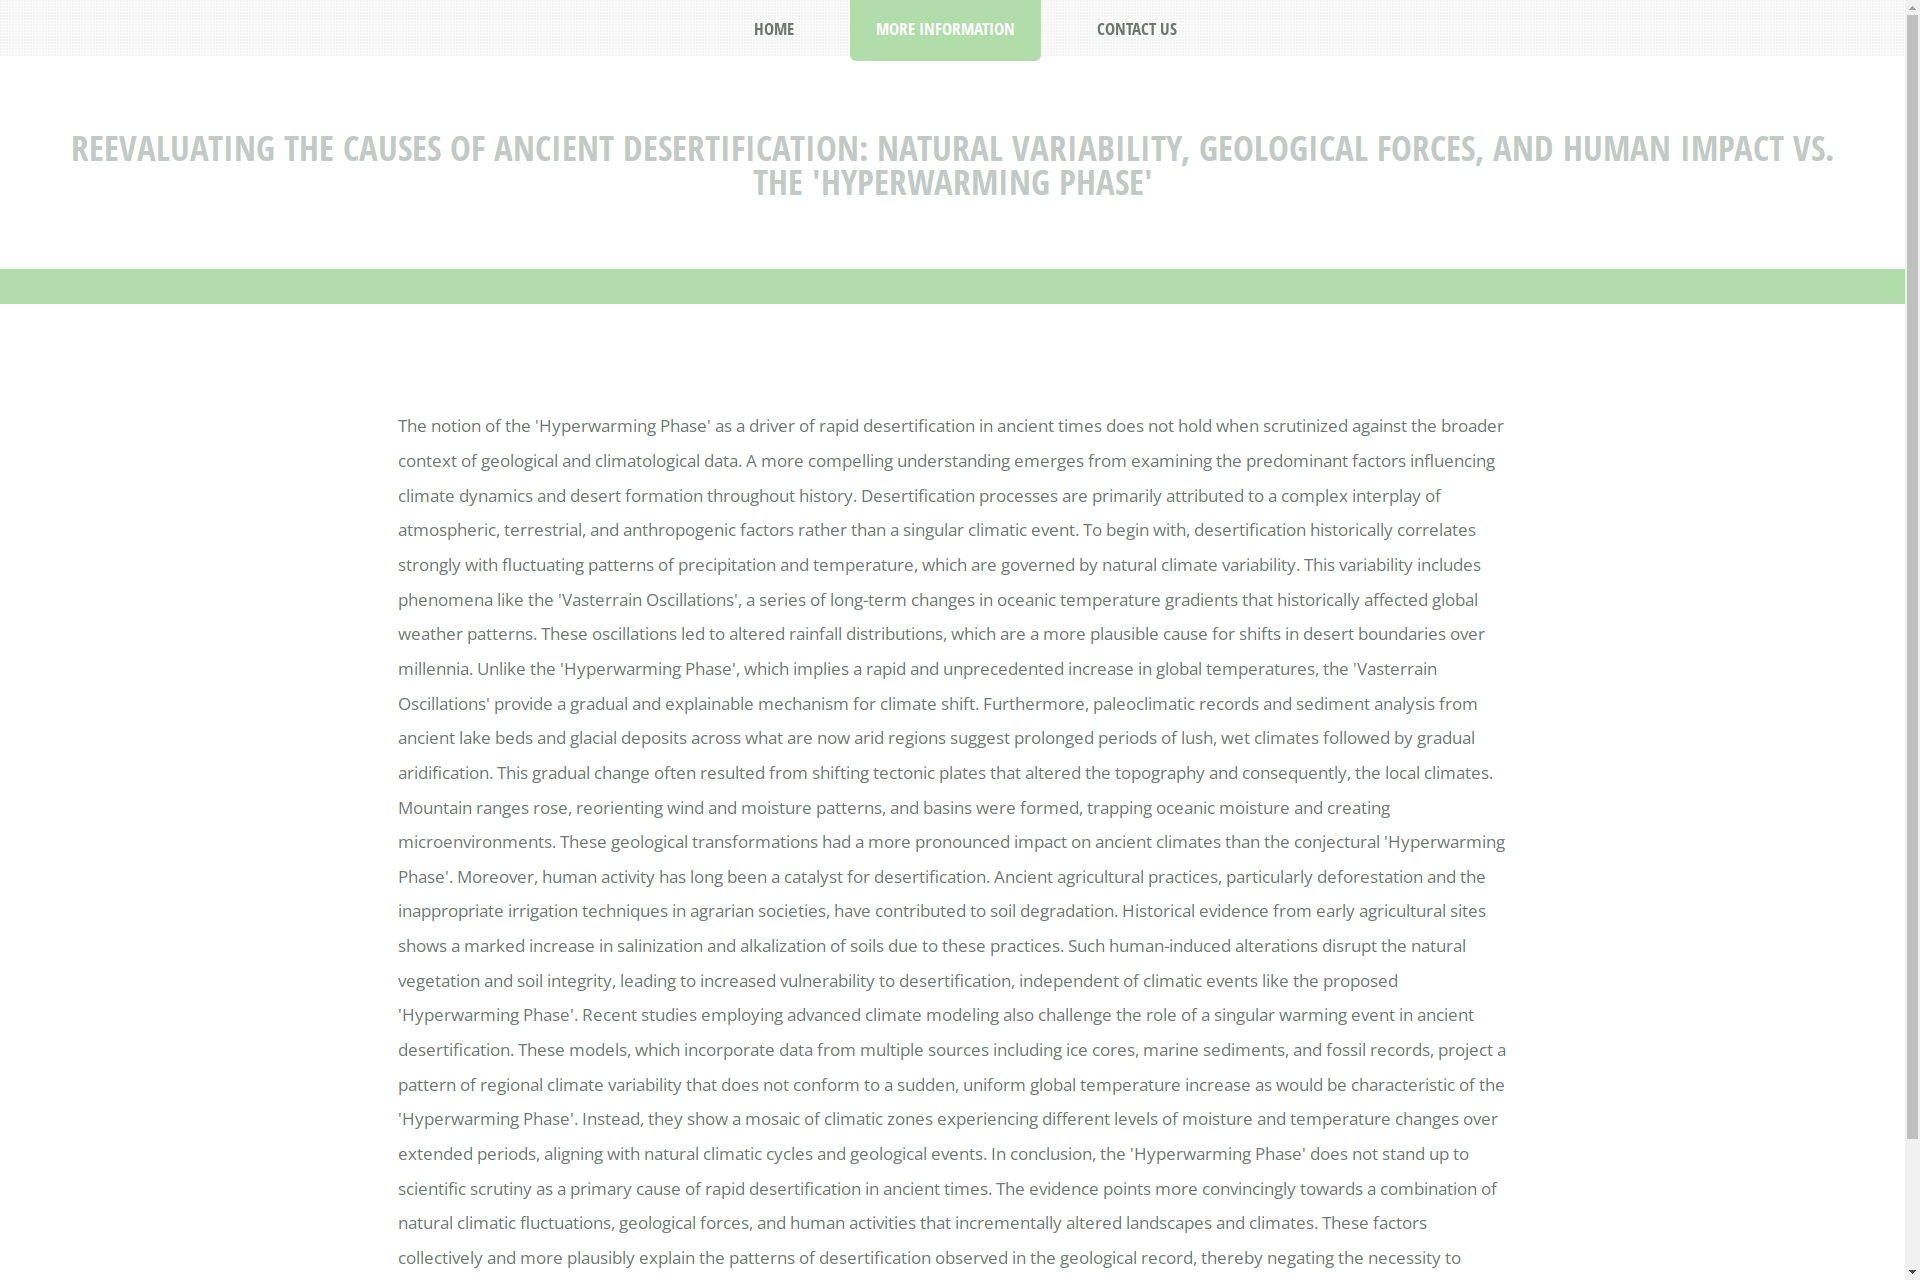 HOME
MORE INFORMATION
CONTACT US
REEVALUATING THE CAUSES OF ANCIENT DESERTIFICATION: NATURAL VARIABILITY, GEOLOGICAL FORCES, AND HUMAN IMPACT VS.
THE 'HYPERWARMING PHASE'
The notion of the 'Hyperwarming Phase' as a driver of rapid desertification in ancient times does not hold when scrutinized against the broader
context of geological and climatological data. A more compelling understanding emerges from examining the predominant factors influencing
climate dynamics and desert formation throughout history. Desertification processes are primarily attributed to a complex interplay of
atmospheric, terrestrial, and anthropogenic factors rather than a singular climatic event. To begin with, desertification historically correlates
strongly with fluctuating patterns of precipitation and temperature, which are governed by natural climate variability. This variability includes
phenomena like the 'Vasterrain Oscillations', a series of long-term changes in oceanic temperature gradients that historically affected global
weather patterns. These oscillations led to altered rainfall distributions, which are a more plausible cause for shifts in desert boundaries over
millennia. Unlike the 'Hyperwarming Phase', which implies a rapid and unprecedented increase in global temperatures, the 'Vasterrain
Oscillations' provide a gradual and explainable mechanism for climate shift. Furthermore, paleoclimatic records and sediment analysis from
ancient lake beds and glacial deposits across what are now arid regions suggest prolonged periods of lush, wet climates followed by gradual
aridification. This gradual change often resulted from shifting tectonic plates that altered the topography and consequently, the local climates.
Mountain ranges rose, reorienting wind and moisture patterns, and basins were formed, trapping oceanic moisture and creating
microenvironments. These geological transformations had a more pronounced impact on ancient climates than the conjectural 'Hyperwarming
Phase'. Moreover, human activity has long been a catalyst for desertification. Ancient agricultural practices, particularly deforestation and the
inappropriate irrigation techniques in agrarian societies, have contributed to soil degradation. Historical evidence from early agricultural sites
shows a marked increase in salinization and alkalization of soils due to these practices. Such human-induced alterations disrupt the natural
vegetation and soil integrity, leading to increased vulnerability to desertification, independent of climatic events like the proposed
'Hyperwarming Phase'. Recent studies employing advanced climate modeling also challenge the role of a singular warming event in ancient
desertification. These models, which incorporate data from multiple sources including ice cores, marine sediments, and fossil records, project a
pattern of regional climate variability that does not conform to a sudden, uniform global temperature increase as would be characteristic of the
'Hyperwarming Phase'. Instead, they show a mosaic of climatic zones experiencing different levels of moisture and temperature changes over
extended periods, aligning with natural climatic cycles and geological events. In conclusion, the 'Hyperwarming Phase' does not stand up to
scientific scrutiny as a primary cause of rapid desertification in ancient times. The evidence points more convincingly towards a combination of
natural climatic fluctuations, geological forces, and human activities that incrementally altered landscapes and climates. These factors
collectively and more plausibly explain the patterns of desertification observed in the geological record, thereby negating the necessity to